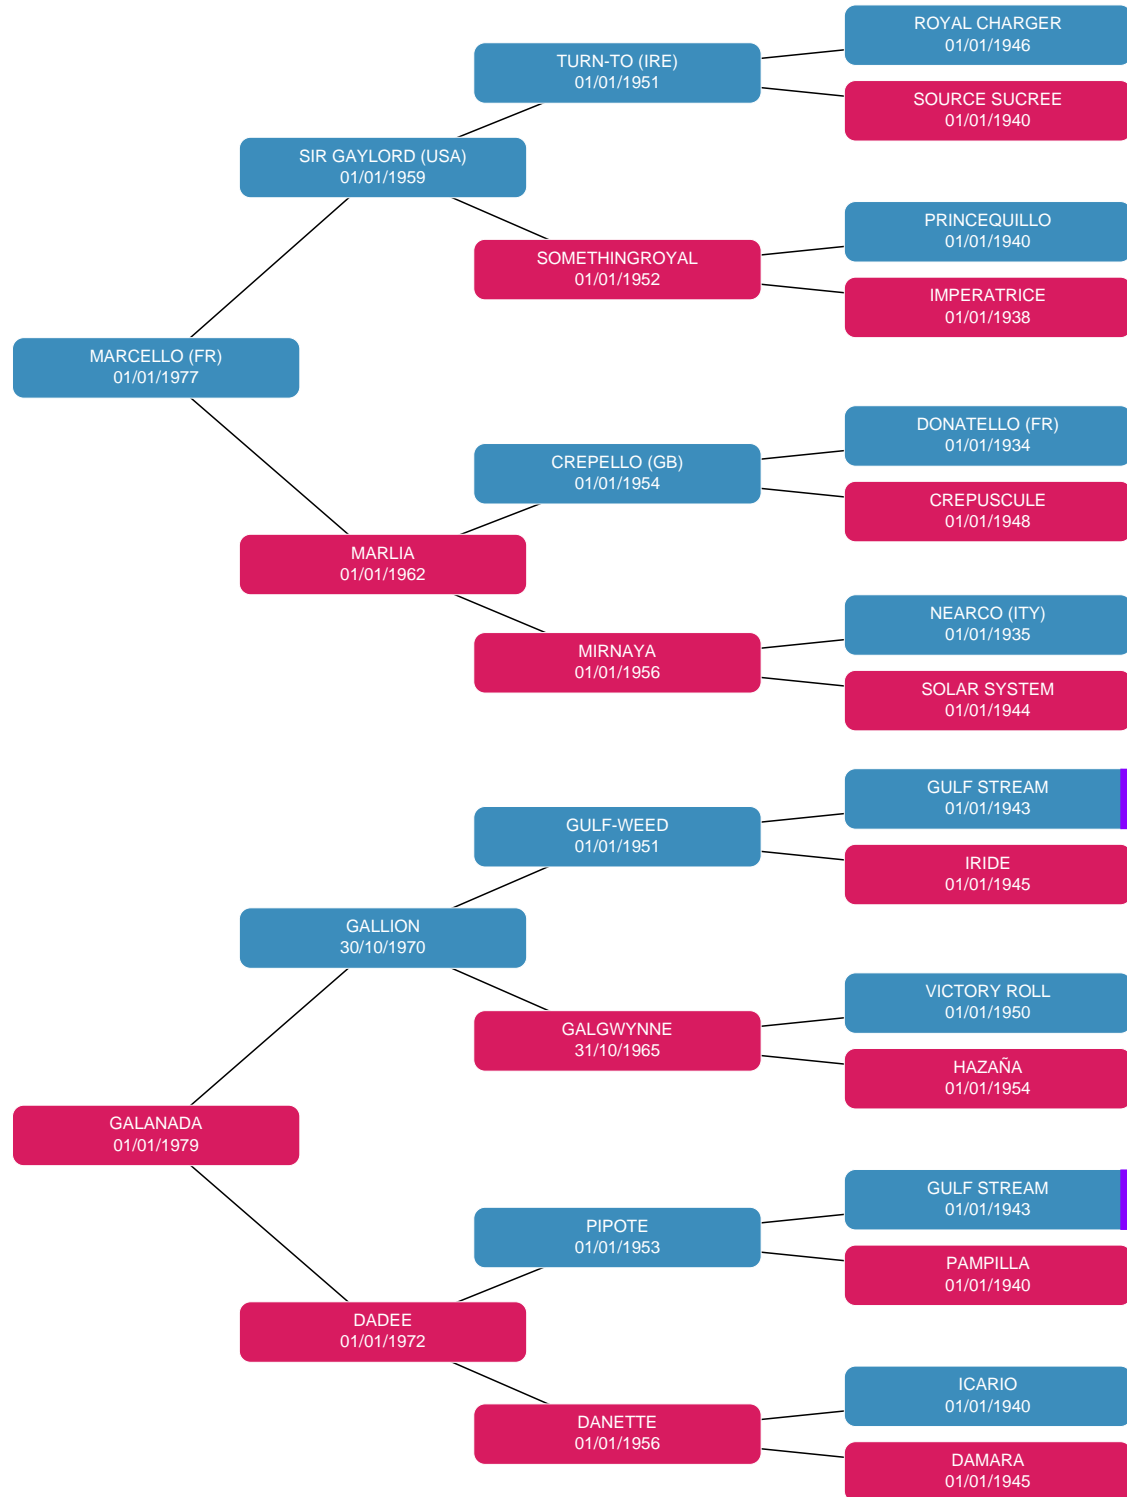 ROYAL CHARGER
01/01/1946
TURN-TO (IRE)
01/01/1951
SOURCE SUCREE
01/01/1940
SIR GAYLORD (USA)
01/01/1959
PRINCEQUILLO
01/01/1940
SOMETHINGROYAL
01/01/1952
IMPERATRICE
01/01/1938
MARCELLO (FR)
01/01/1977
DONATELLO (FR)
01/01/1934
CREPELLO (GB)
01/01/1954
CREPUSCULE
01/01/1948
MARLIA
01/01/1962
NEARCO (ITY)
01/01/1935
MIRNAYA
01/01/1956
SOLAR SYSTEM
01/01/1944
GULF STREAM
01/01/1943
GULF-WEED
01/01/1951
IRIDE
01/01/1945
GALLION
30/10/1970
VICTORY ROLL
01/01/1950
GALGWYNNE
31/10/1965
HAZAÑA
01/01/1954
GALANADA
01/01/1979
GULF STREAM
01/01/1943
PIPOTE
01/01/1953
PAMPILLA
01/01/1940
DADEE
01/01/1972
ICARIO
01/01/1940
DANETTE
01/01/1956
DAMARA
01/01/1945